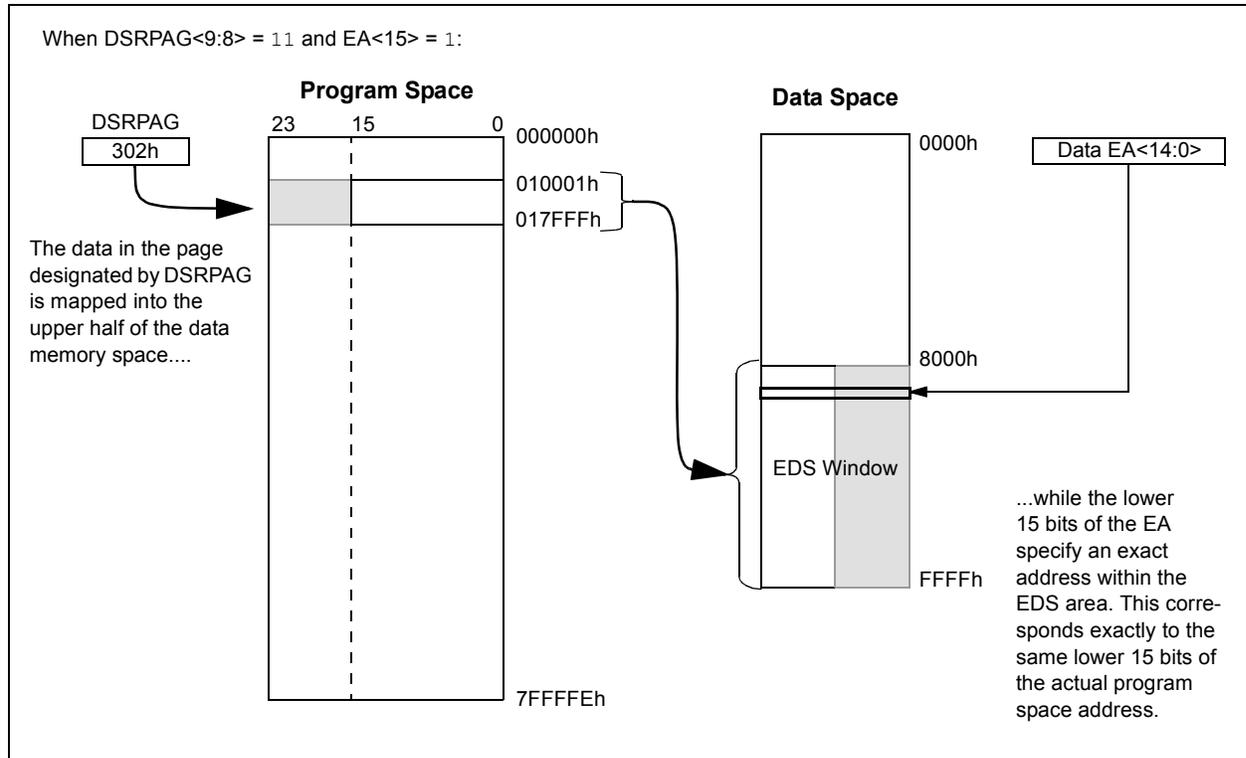 When DSRPAG<9:8> = 11 and EA<15> = 1:
Program Space
Data Space
DSRPAG
302h
23 15 0
000000h
010001h
017FFFh
7FFFFEh
The data in the page
designated by DSRPAG
is mapped into the
upper half of the data
memory space....
0000h
8000h
EDS Window
FFFFh
Data EA<14:0>
...while the lower
15 bits of the EA
specify an exact
address within the
EDS area. This corre-
sponds exactly to the
same lower 15 bits of
the actual program
space address.